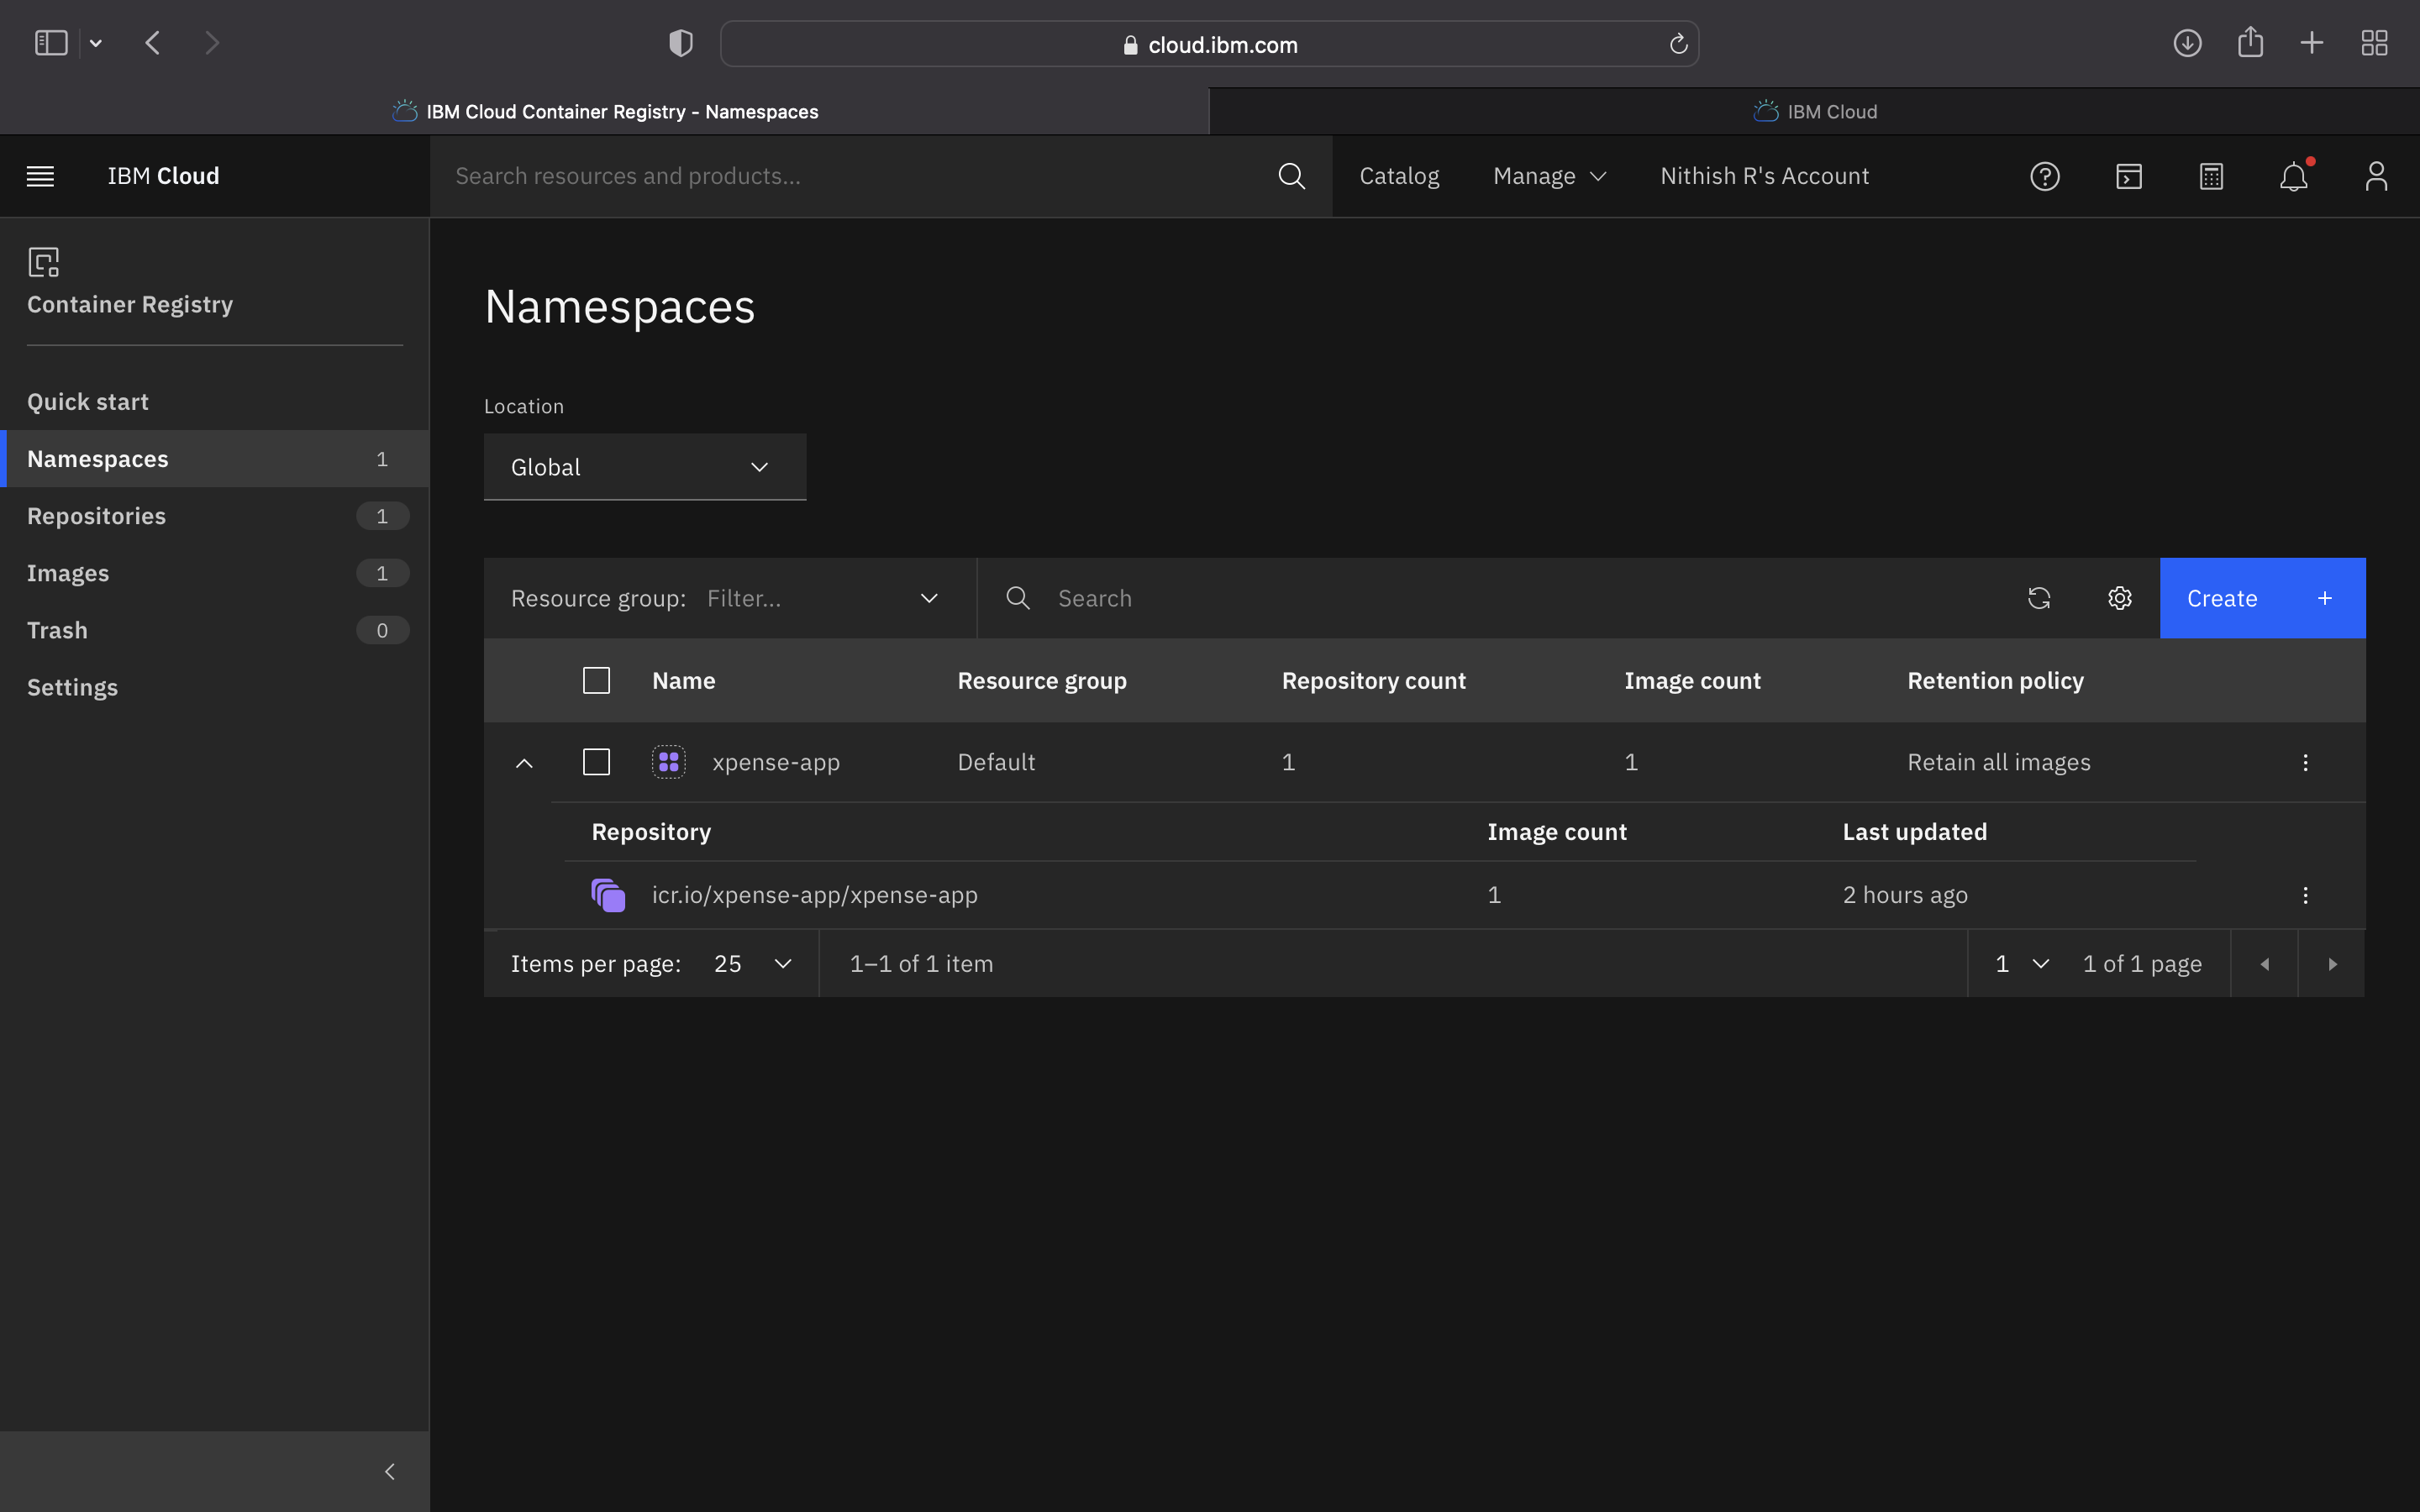 cloud.ibm.com
IBM Cloud Container Registry - Namespaces
IBM Cloud
IBM Cloud
Search resources and products...
Catalog
Manage
Nithish R's Account
Container Registry
Quick start
Namespaces 1
Repositories 1
Images 1
Trash 0
Settings
Namespaces
Location
Global
Resource group: Filter...
Search
Create +
Name Resource group Repository count Image count Retention policy
xpense-app Default 1 1 Retain all images
Repository Image count Last updated
icr.io/xpense-app/xpense-app 1 2 hours ago
Items per page: 25 1–1 of 1 item 1 1 of 1 page